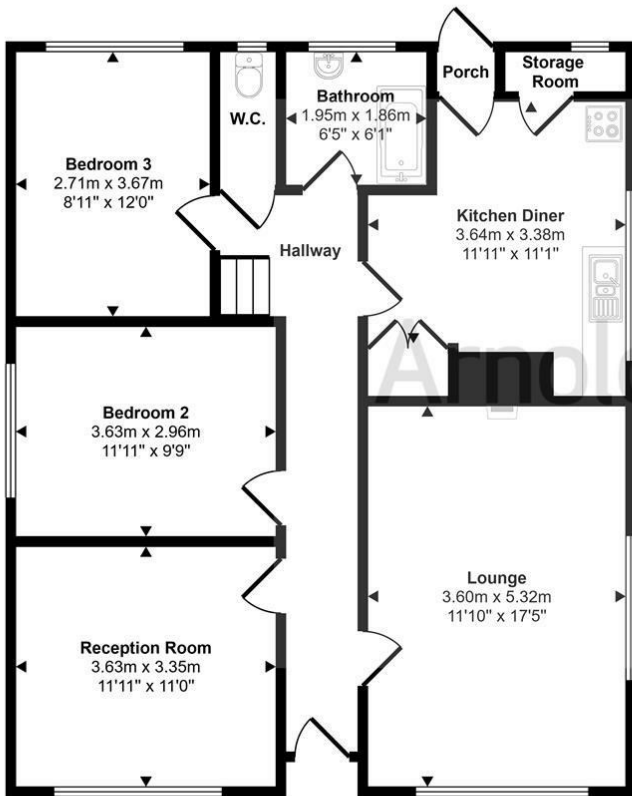 Porch
Storage
Room
W.C.
Bathroom
1.95m x 1.86m
6'5" x 6'1"
Bedroom 3
2.71m x 3.67m
8'11" x 12'0"
Hallway
Kitchen Diner
3.64m x 3.38m
11'11" x 11'1"
Arnol
Bedroom 2
3.63m x 2.96m
11'11" x 9'9"
Lounge
3.60m x 5.32m
11'10" x 17'5"
Reception Room
3.63m x 3.35m
11'11" x 11'0"